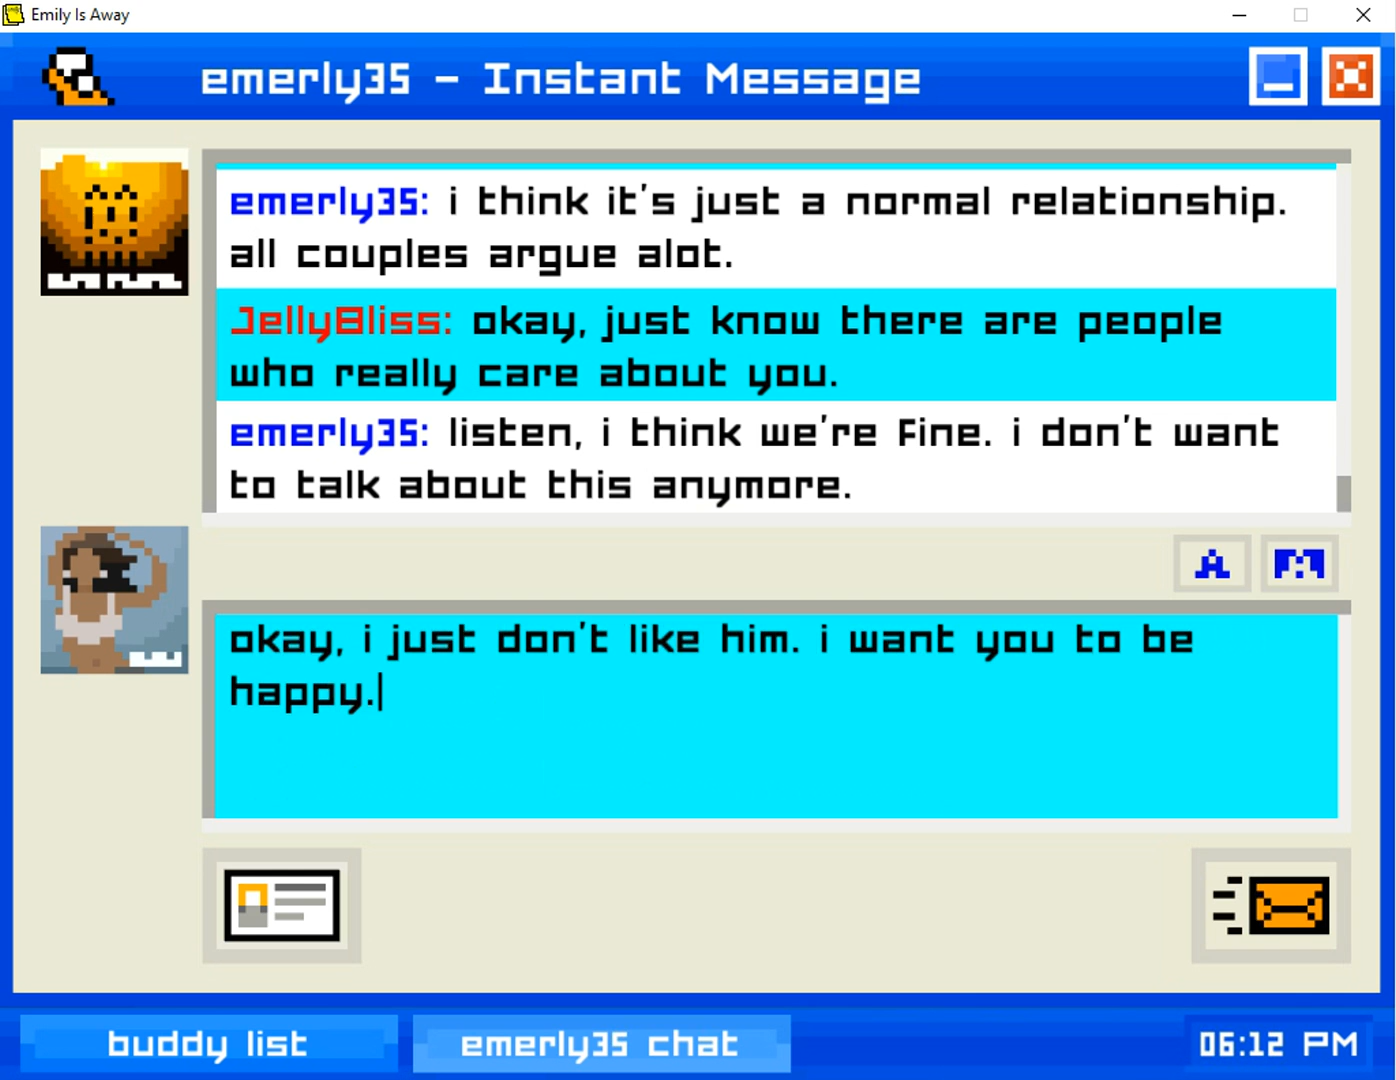 Emily Is Away
emerly35 - Instant Message
emerly35: i think it's just a normal relationship.
all couples argue alot.
JellyBliss: okay, just know there are people
who really care about you.
emerly35: listen, i think we're fine. i don't want
to talk about this anymore.
A
okay, i just don't like him. i want you to be
happy.
buddy list
emerly35 chat
06:12 PM